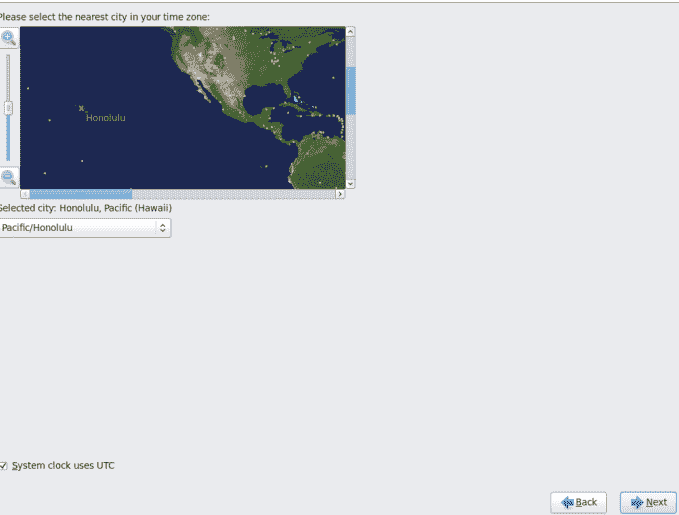 Please select the nearest city in your time zone:
Honolulu
Selected city: Honolulu, Pacific (Hawaii)
Pacific/Honolulu
System clock uses UTC
Back
Next